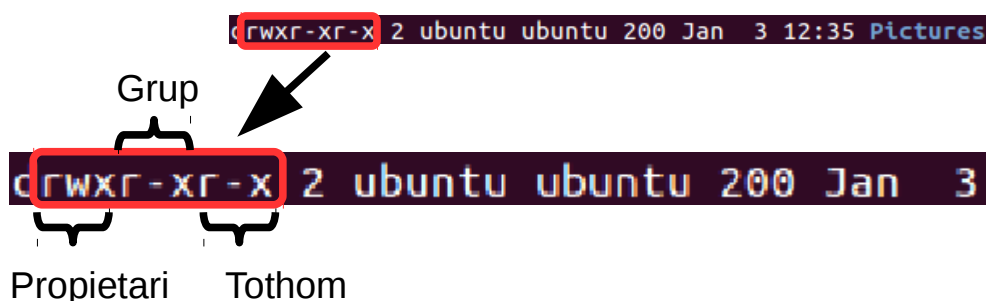 drwxr-xr-x 2 ubuntu ubuntu 200 Jan  3 12:35 Pictures
Grup
drwxr-xr-x 2 ubuntu ubuntu 200 Jan  3
Propietari
Tothom